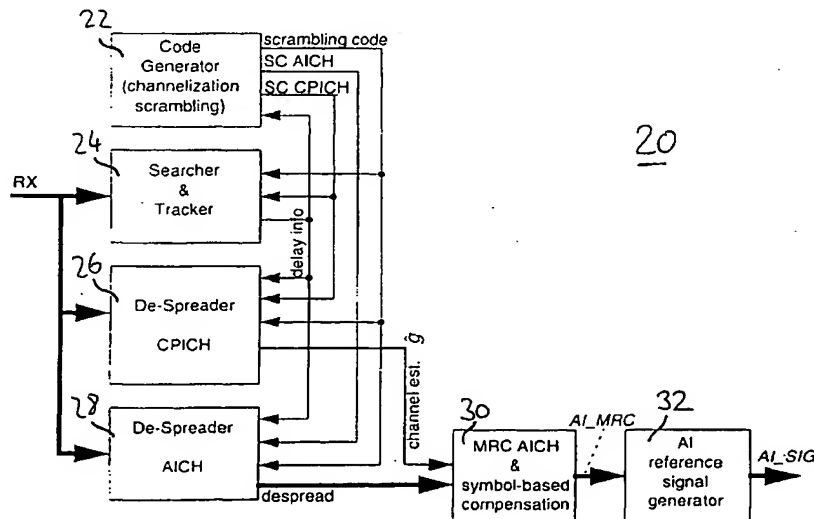 22
Code
Generator
(channelization
scrambling)
scrambling code
SC AICH
SC CPICH
20
24
RX
Searcher
&
Tracker
delay info
26
De-Spreader
CPICH
channel est. ĝ
28
De-Spreader
AICH
despread
30
MRC AICH
&
symbol-based
compensation
AI_MRC
32
AI
reference
signal
generator
AI_SIG